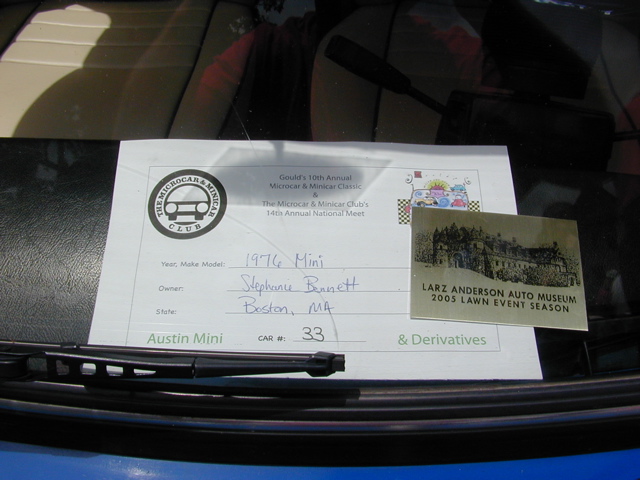 THE MICROCAR & MINICAR
CLUB
Gould's 10th Annual
Microcar & Minicar Classic
&
The Microcar & Minicar Club's
14th Annual National Meet
Year, Make Model: 1976 Mini
Owner: Stephanie Bennett
State: Boston, MA
Austin Mini CAR #: 33 & Derivatives
LARZ ANDERSON AUTO MUSEUM
2005 LAWN EVENT SEASON